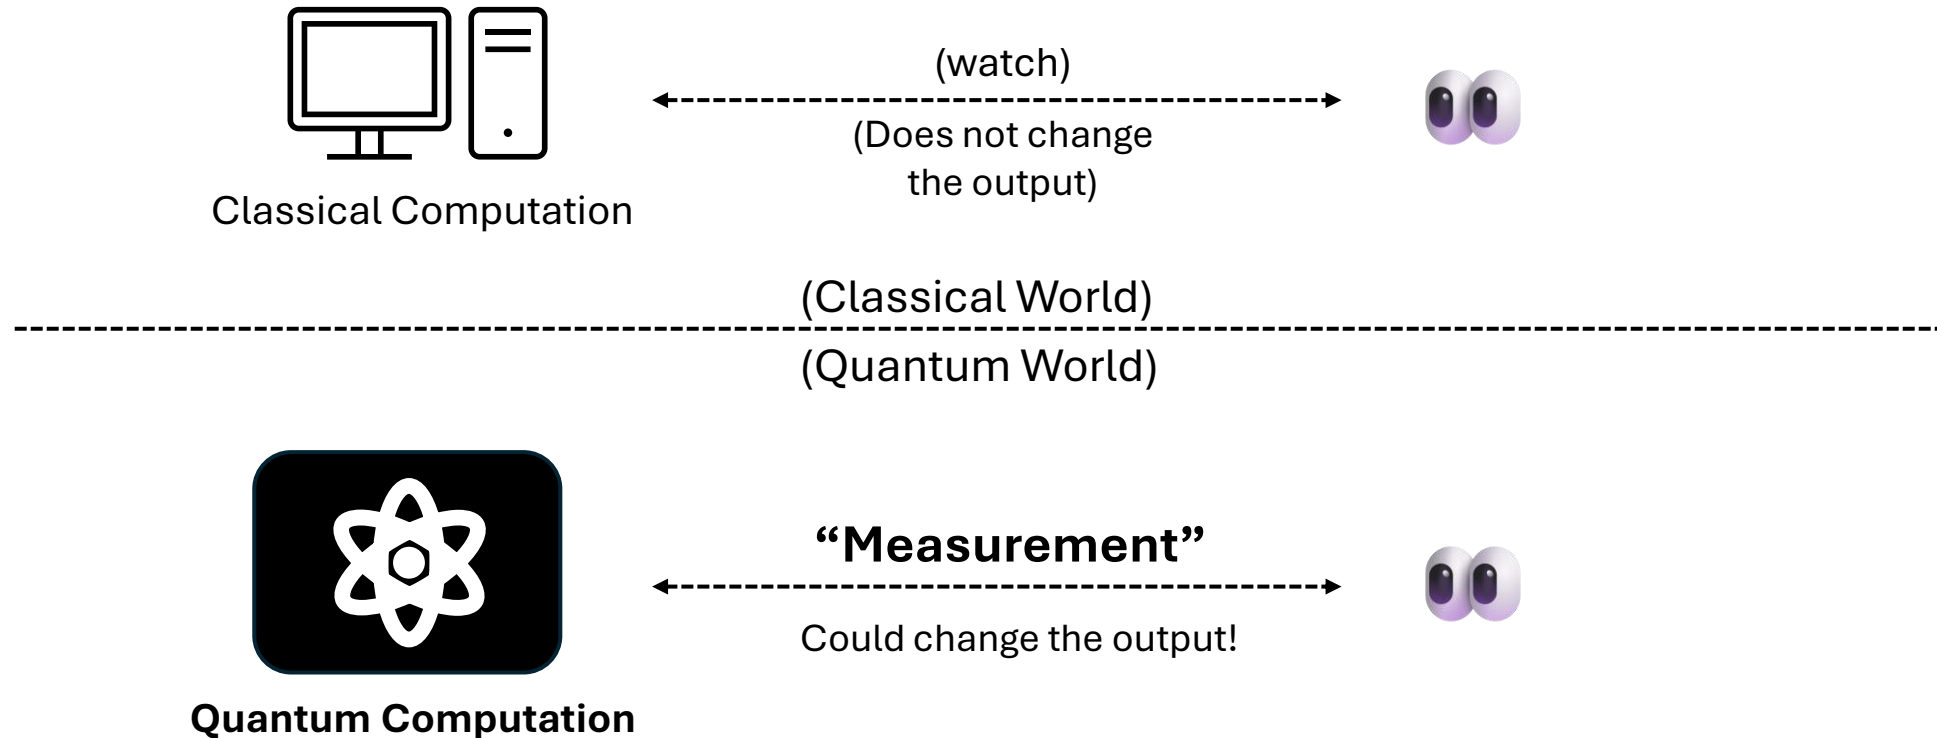 (watch)
(Does not change
the output)
Classical Computation
(Classical World)
(Quantum World)
“Measurement”
Could change the output!
Quantum Computation